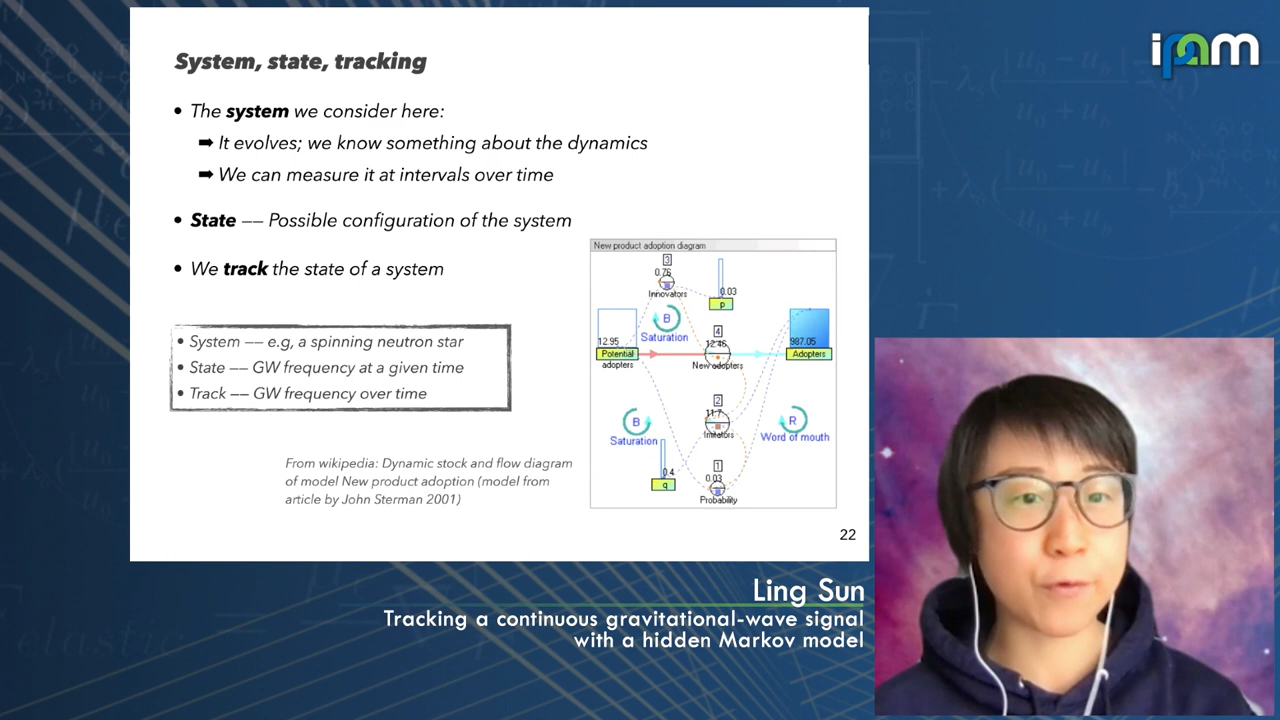 ipam
System, state, tracking
• The system we consider here:
➡ It evolves; we know something about the dynamics
➡ We can measure it at intervals over time
• State –– Possible configuration of the system
• We track the state of a system
• System –– e.g, a spinning neutron star
• State –– GW frequency at a given time
• Track –– GW frequency over time
From wikipedia: Dynamic stock and flow diagram
of model New product adoption (model from
article by John Sterman 2001)
New product adoption diagram
3
0.76
Innovators
0.03
p
B
Saturation
12.95
Potential
adopters
4
12.46
New adopters
987.05
Adopters
2
11.7
Imitators
B
Saturation
R
Word of mouth
0.4
q
1
0.03
Probability
22
Ling Sun
Tracking a continuous gravitational-wave signal
with a hidden Markov model